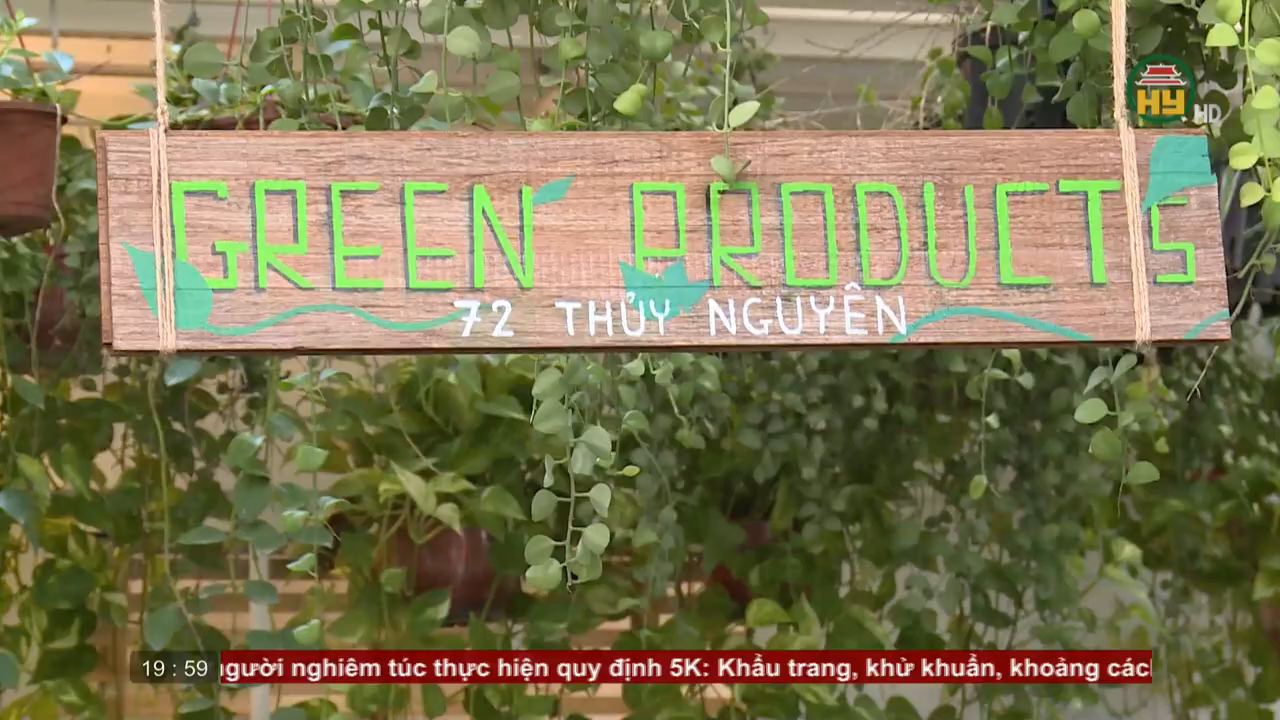 HY HD
GREEN PRODUCTS
72 THỦY NGUYÊN
19 : 59
gười nghiêm túc thực hiện quy định 5K: Khẩu trang, khử khuẩn, khoảng các